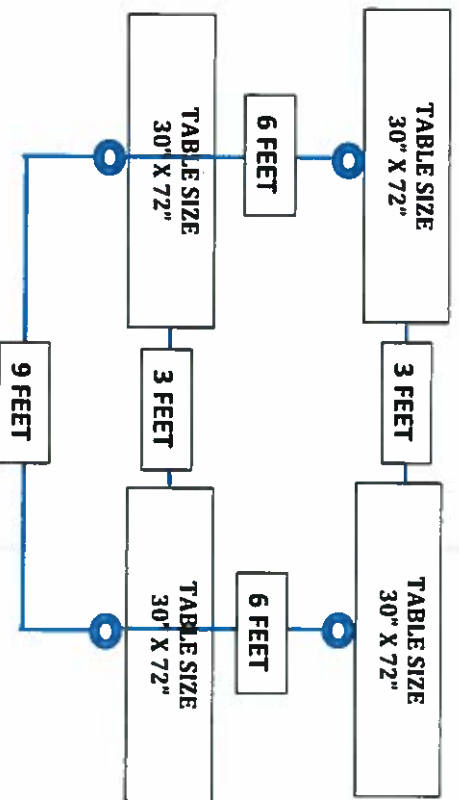 TABLE SIZE
30" X 72"
3 FEET
TABLE SIZE
30" X 72"
6 FEET
6 FEET
TABLE SIZE
30" X 72"
3 FEET
TABLE SIZE
30" X 72"
9 FEET